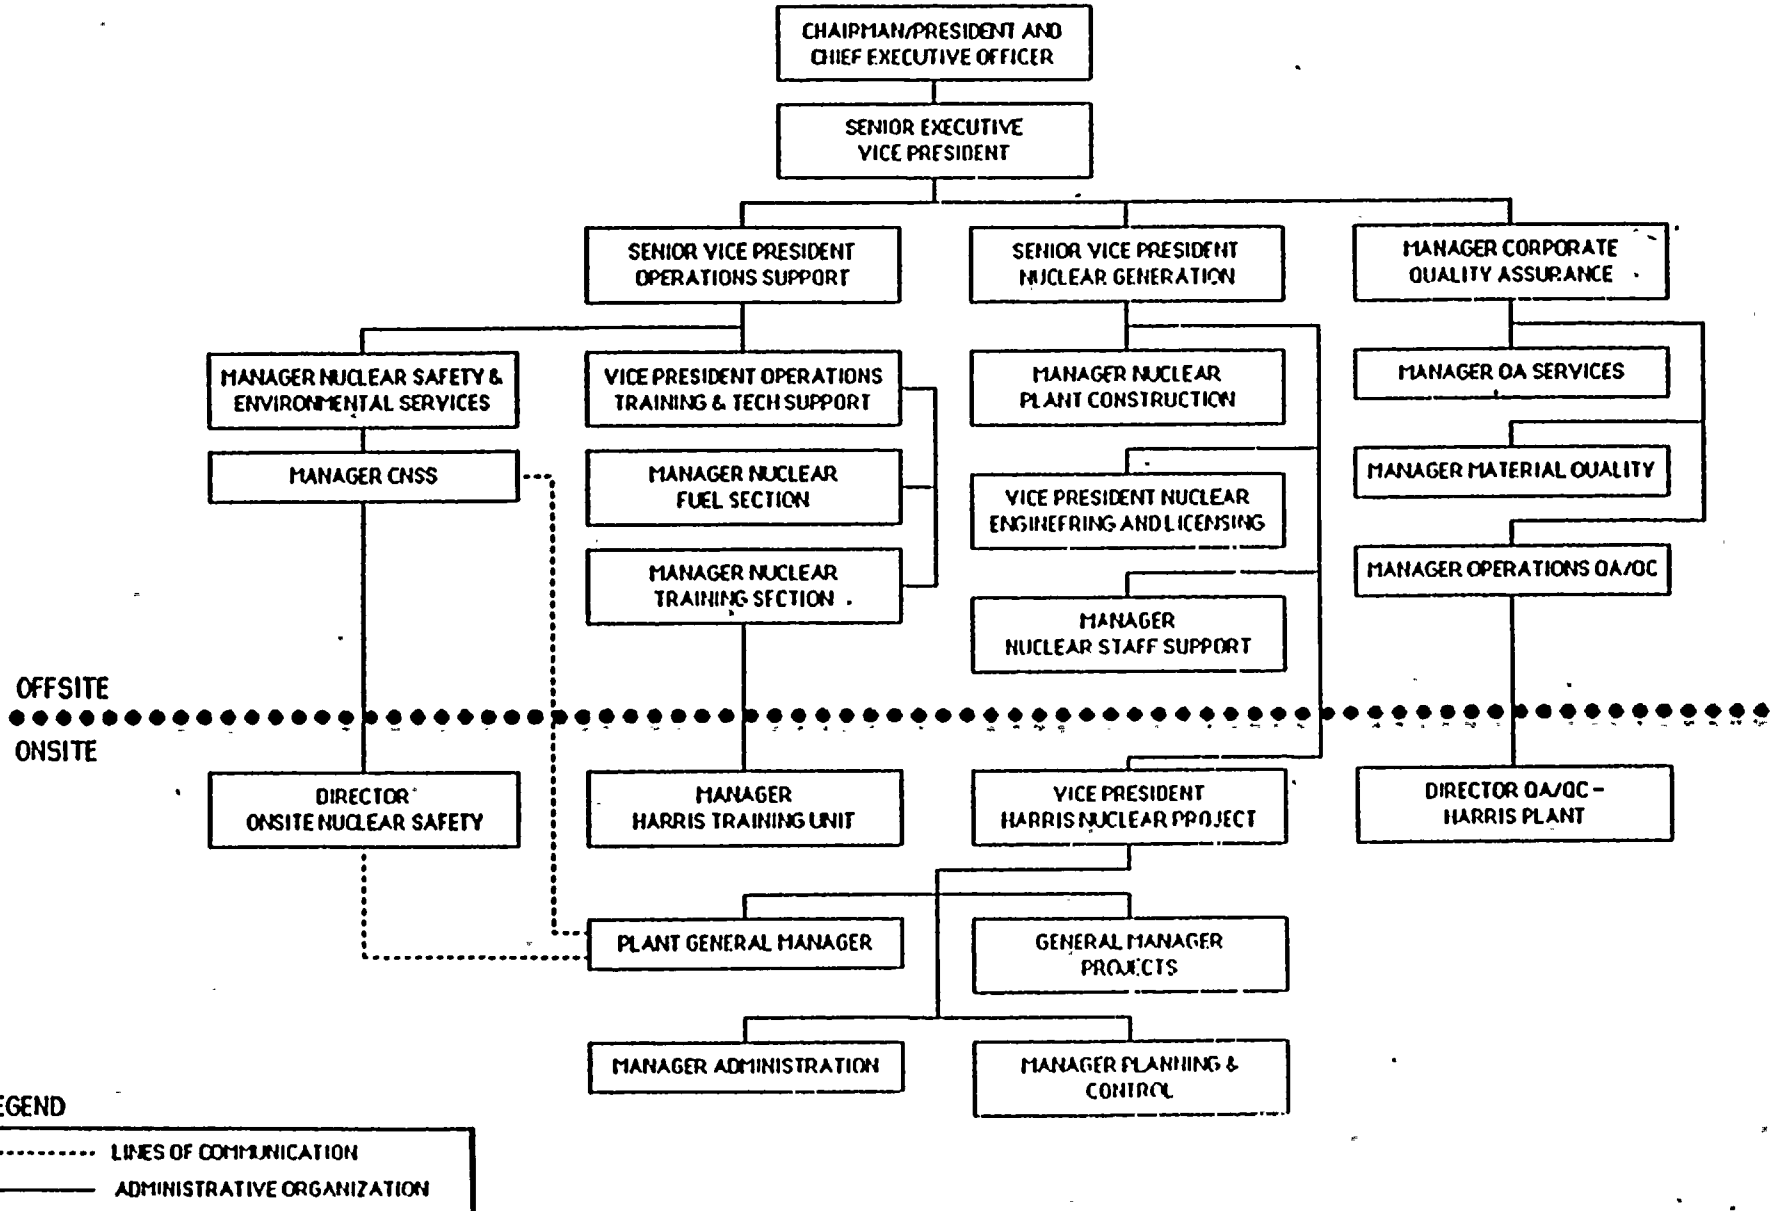 CHAIRMAN/PRESIDENT AND
CHIEF EXECUTIVE OFFICER
SENIOR EXECUTIVE
VICE PRESIDENT
SENIOR VICE PRESIDENT
OPERATIONS SUPPORT
SENIOR VICE PRESIDENT
NUCLEAR GENERATION
MANAGER CORPORATE
QUALITY ASSURANCE
MANAGER NUCLEAR SAFETY &
ENVIRONMENTAL SERVICES
VICE PRESIDENT OPERATIONS
TRAINING & TECH SUPPORT
MANAGER NUCLEAR
PLANT CONSTRUCTION
MANAGER QA SERVICES
MANAGER CNSS
MANAGER NUCLEAR
FUEL SECTION
VICE PRESIDENT NUCLEAR
ENGINEERING AND LICENSING
MANAGER MATERIAL QUALITY
MANAGER NUCLEAR
TRAINING SECTION
MANAGER
NUCLEAR STAFF SUPPORT
MANAGER OPERATIONS QA/QC
OFFSITE
ONSITE
DIRECTOR
ONSITE NUCLEAR SAFETY
MANAGER
HARRIS TRAINING UNIT
VICE PRESIDENT
HARRIS NUCLEAR PROJECT
DIRECTOR QA/QC -
HARRIS PLANT
PLANT GENERAL MANAGER
GENERAL MANAGER
PROJECTS
MANAGER ADMINISTRATION
MANAGER PLANNING &
CONTROL
EGEND
LINES OF COMMUNICATION
ADMINISTRATIVE ORGANIZATION